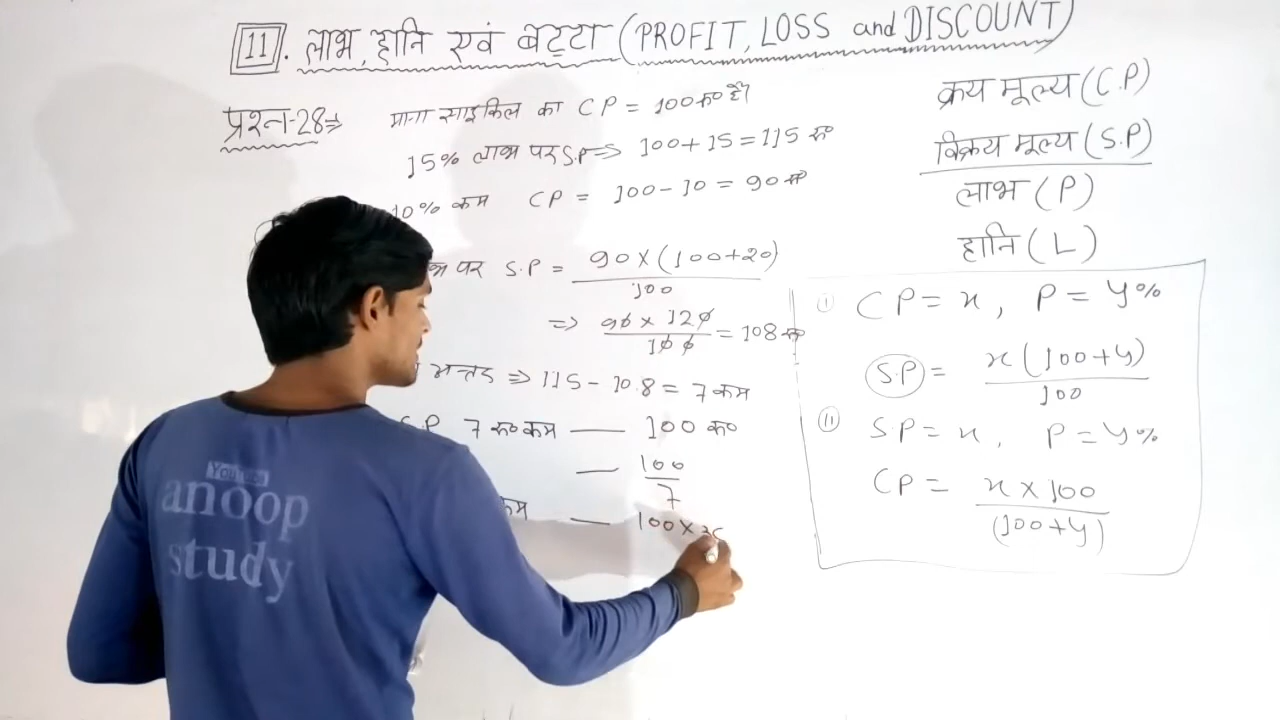 11. लाभ, हानि एवं बट्टा (PROFIT, LOSS and DISCOUNT)
प्रश्न-28⇒
माना साइकिल का CP = 100रू० है।
15% लाभ पर S.P ⇒ 100+15=115 रू०
10% कम CP = 100-10 = 90 रू०
पर S.P = 90×(100+20)/100
⇒ 90×120/100 = 108 रू०
अन्तर ⇒ 115-108 = 7 कम
S.P 7 रू० कम — 100 रू०
— 100/7
कम — 100×
क्रय मूल्य (C.P)
विक्रय मूल्य (S.P)
लाभ (P)
हानि (L)
(i) CP = x, P = y%
S.P = x(100+y)/100
(ii) S.P = x, P = y%
CP = x×100/(100+y)
YouTube
anoop
study